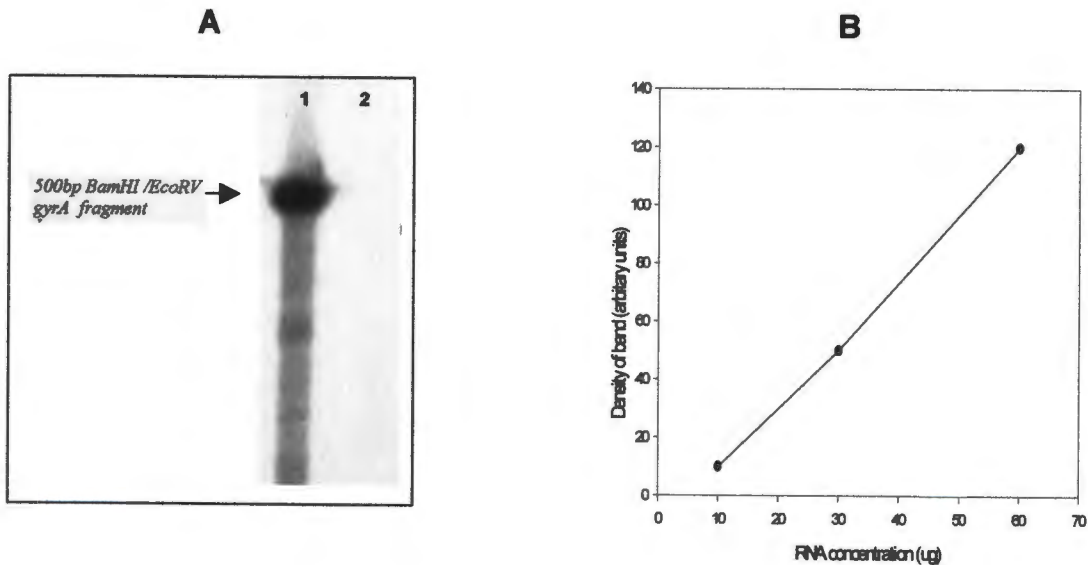 A
1 2
500bp BamHI /EcoRV
gyrA fragment
B
Density of band (arbitary units)
140
120
100
80
60
40
20
0
0 10 20 30 40 50 60 70
RNA concentration (ug)